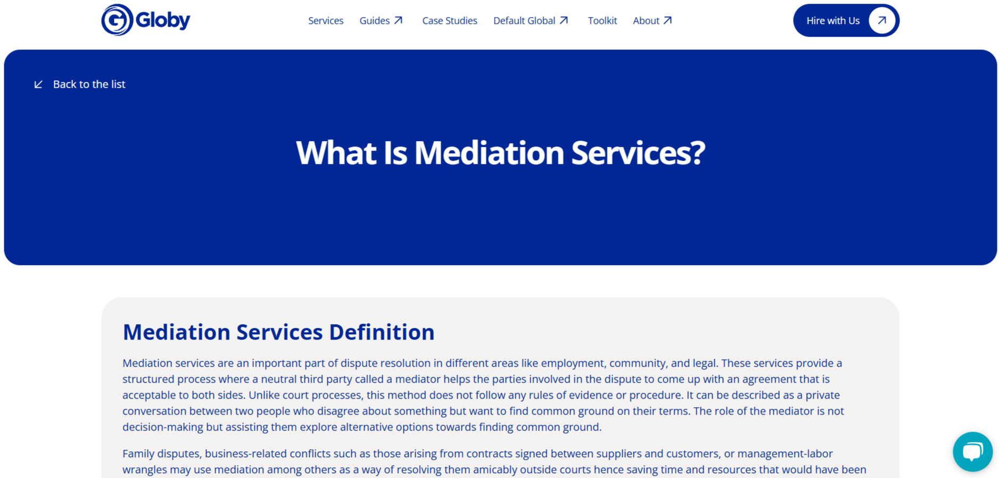 Globy
Services
Guides
Case Studies
Default Global
Toolkit
About
Hire with Us
Back to the list
What Is Mediation Services?
Mediation Services Definition
Mediation services are an important part of dispute resolution in different areas like employment, community, and legal. These services provide a
structured process where a neutral third party called a mediator helps the parties involved in the dispute to come up with an agreement that is
acceptable to both sides. Unlike court processes, this method does not follow any rules of evidence or procedure. It can be described as a private
conversation between two people who disagree about something but want to find common ground on their terms. The role of the mediator is not
decision-making but assisting them explore alternative options towards finding common ground.
Family disputes, business-related conflicts such as those arising from contracts signed between suppliers and customers, or management-labor
wrangles may use mediation among others as a way of resolving them amicably outside courts hence saving time and resources that would have been